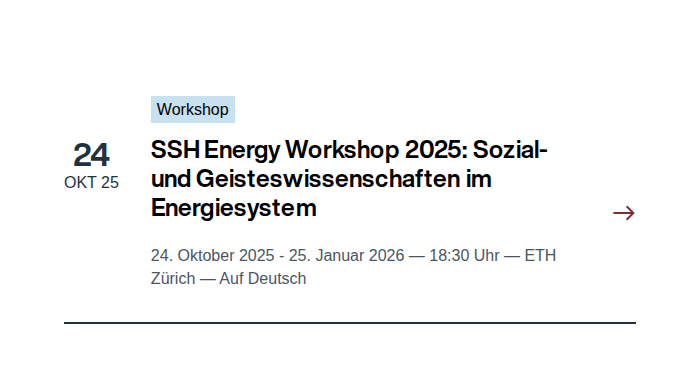 Workshop
24
OKT 25
SSH Energy Workshop 2025: Sozial-
und Geisteswissenschaften im
Energiesystem
24. Oktober 2025 - 25. Januar 2026 — 18:30 Uhr — ETH
Zürich — Auf Deutsch